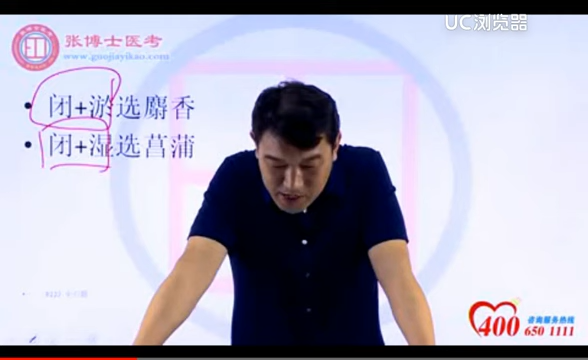 UC浏览器
张博士医考
www.guojiayikao.com
• 闭+淤选麝香
• 闭+湿选菖蒲
咨询服务热线
400 650 1111